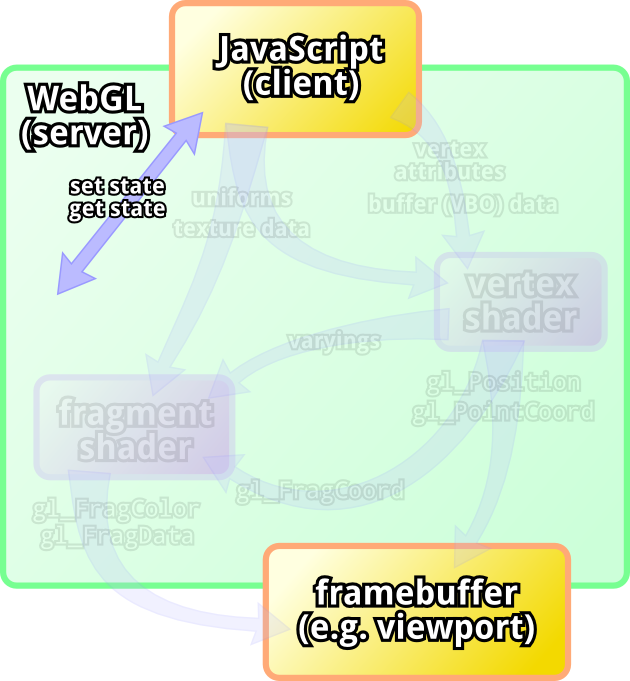 JavaScript
(client)
WebGL
(server)
set state
get state
vertex
attributes
buffer (VBO) data
uniforms
texture data
vertex
shader
varyings
gl_Position
gl_PointCoord
fragment
shader
gl_FragCoord
gl_FragColor
gl_FragData
framebuffer
(e.g. viewport)